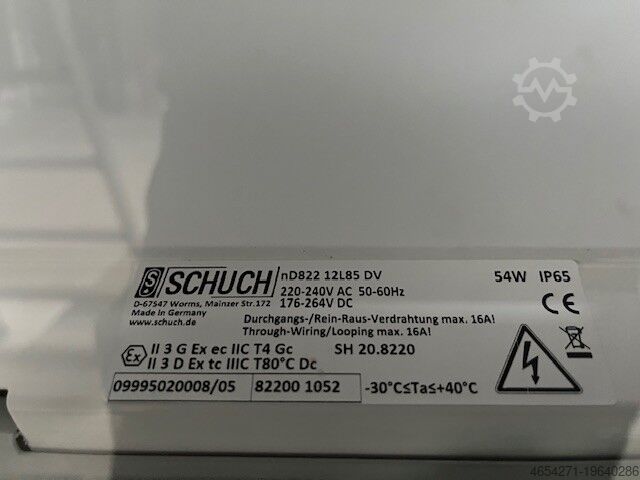 SCHUCH
nD822 12L85 DV
54W IP65
220-240V AC 50-60Hz
176-264V DC
D-67547 Worms, Mainzer Str.172
Made in Germany
www.schuch.de
CE
Durchgangs-/Rein-Raus-Verdrahtung max. 16A!
Through-Wiring/Looping max. 16A!
Ex II 3 G Ex ec IIC T4 Gc
SH 20.8220
II 3 D Ex tc IIIC T80°C Dc
09995020008/05 82200 1052 -30°C≤Ta≤+40°C
4654271-19640286